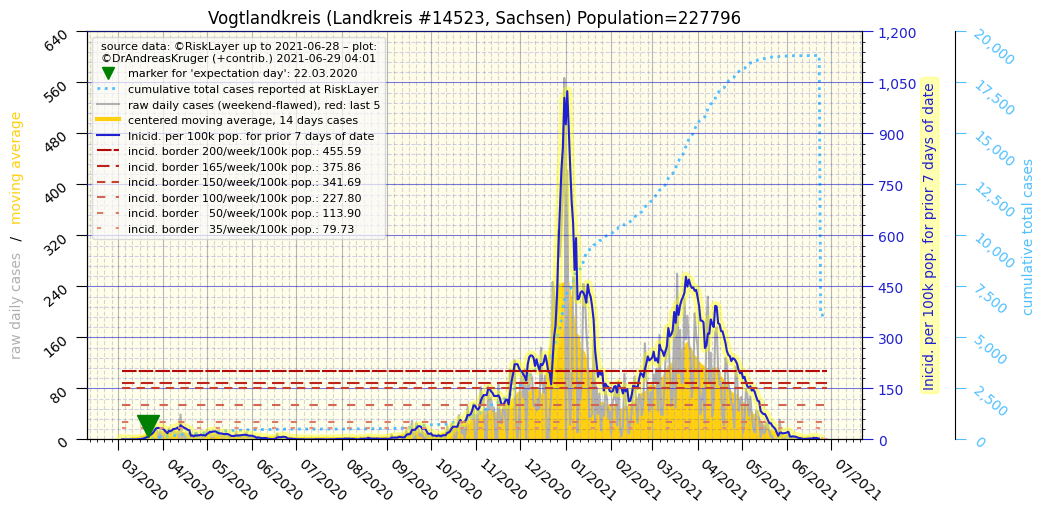 Vogtlandkreis (Landkreis #14523, Sachsen) Population=227796
source data: ©RiskLayer up to 2021-06-28 – plot:
©DrAndreasKruger (+contrib.) 2021-06-29 04:01
marker for 'expectation day': 22.03.2020
cumulative total cases reported at RiskLayer
raw daily cases (weekend-flawed), red: last 5
centered moving average, 14 days cases
Inicid. per 100k pop. for prior 7 days of date
incid. border 200/week/100k pop.: 455.59
incid. border 165/week/100k pop.: 375.86
incid. border 150/week/100k pop.: 341.69
incid. border 100/week/100k pop.: 227.80
incid. border 50/week/100k pop.: 113.90
incid. border 35/week/100k pop.: 79.73
raw daily cases / moving average
640
560
480
400
320
240
160
80
0
03/2020
04/2020
05/2020
06/2020
07/2020
08/2020
09/2020
10/2020
11/2020
12/2020
01/2021
02/2021
03/2021
04/2021
05/2021
06/2021
07/2021
1,200
1,050
900
750
600
450
300
150
0
Inicid. per 100k pop. for prior 7 days of date
20,000
17,500
15,000
12,500
10,000
7,500
5,000
2,500
0
cumulative total cases